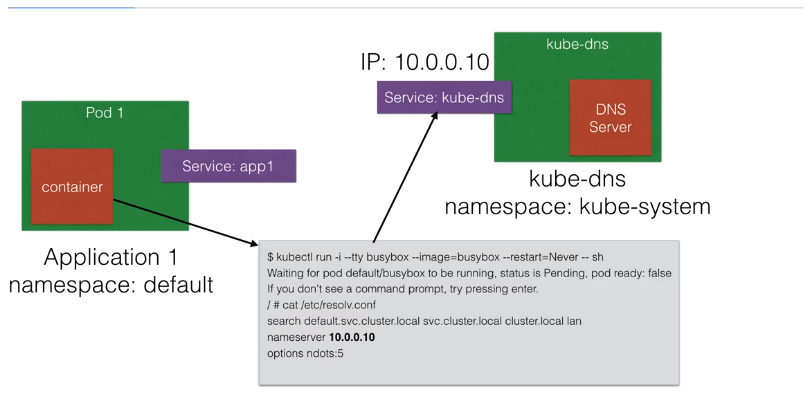 kube-dns
IP: 10.0.0.10
Service: kube-dns
DNS
Server
Pod 1
Service: app1
container
kube-dns
namespace: kube-system
Application 1
namespace: default
$ kubectl run -i --tty busybox --image=busybox --restart=Never -- sh
Waiting for pod default/busybox to be running, status is Pending, pod ready: false
If you don't see a command prompt, try pressing enter.
/ # cat /etc/resolv.conf
search default.svc.cluster.local svc.cluster.local cluster.local lan
nameserver 10.0.0.10
options ndots:5